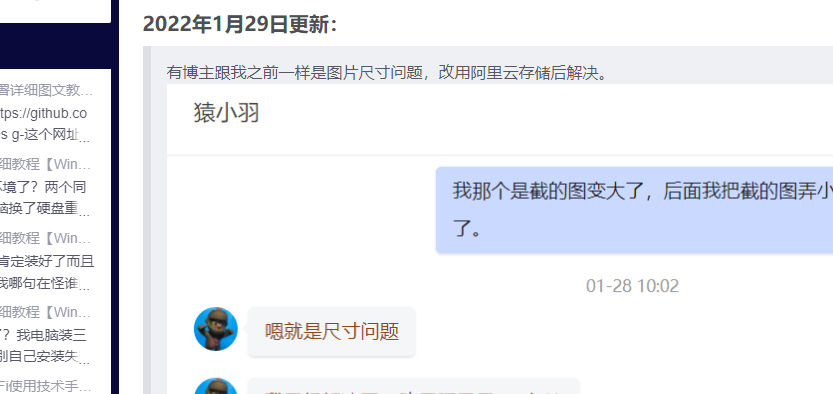 2022年1月29日更新：
有博主跟我之前一样是图片尺寸问题，改用阿里云存储后解决。
猿小羽
我那个是截的图变大了，后面我把截的图弄小
了。
01-28 10:02
嗯就是尺寸问题
署详细图文教...
ttps://github.co
s g-这个网址...
细教程【Win...
环境了？两个同
脑换了硬盘重...
细教程【Win...
肯定装好了而且
我哪句在怪谁...
细教程【Win...
了？我电脑装三
别自己安装失...
Fi使用技术手...